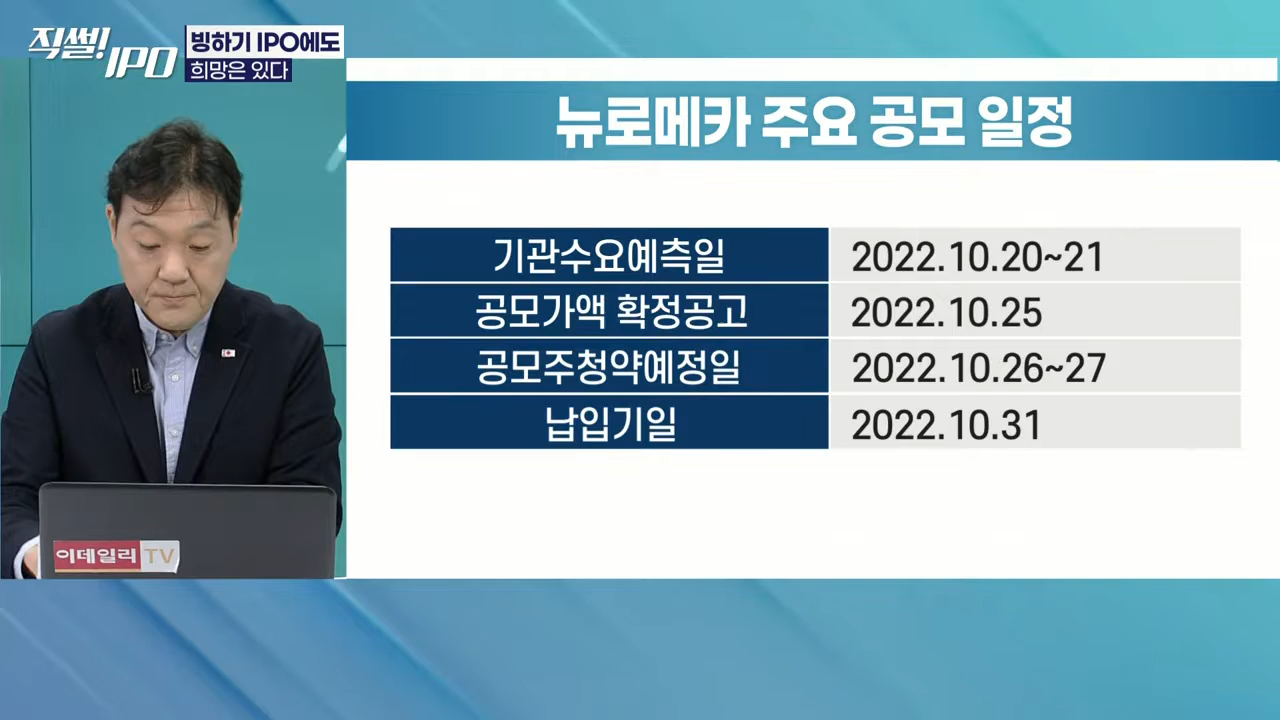 직썰! IPO
빙하기 IPO에도
희망은 있다
뉴로메카 주요 공모 일정
기관수요예측일 2022.10.20~21
공모가액 확정공고 2022.10.25
공모주청약예정일 2022.10.26~27
납입기일 2022.10.31
이데일리 TV